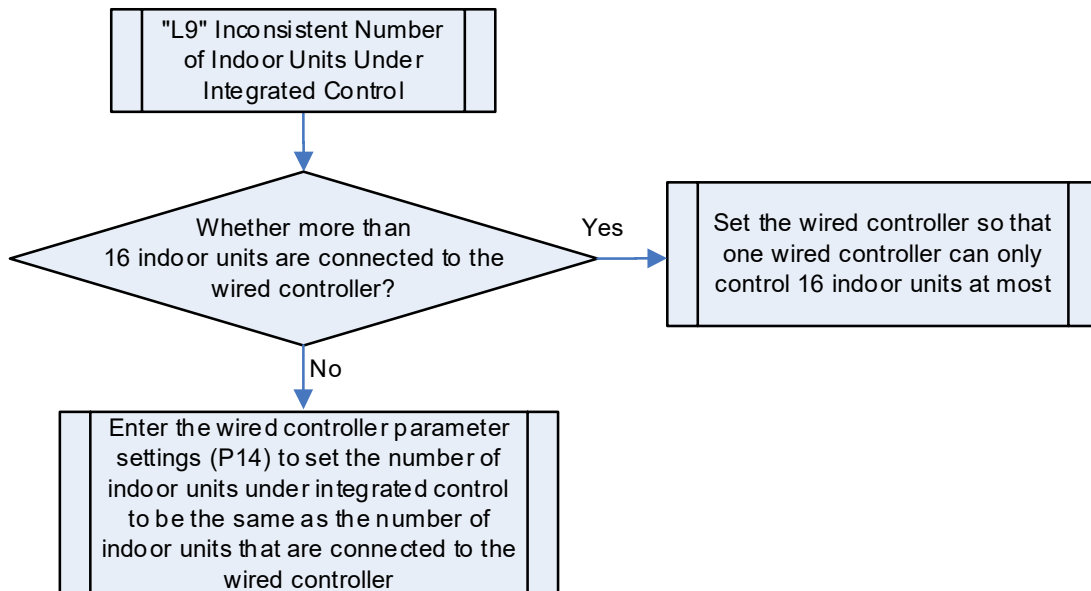 "L9" Inconsistent Number
of Indoor Units Under
Integrated Control
Whether more than
16 indoor units are connected to the
wired controller?
Yes
Set the wired controller so that
one wired controller can only
control 16 indoor units at most
No
Enter the wired controller parameter
settings (P14) to set the number of
indoor units under integrated control
to be the same as the number of
indoor units that are connected to the
wired controller